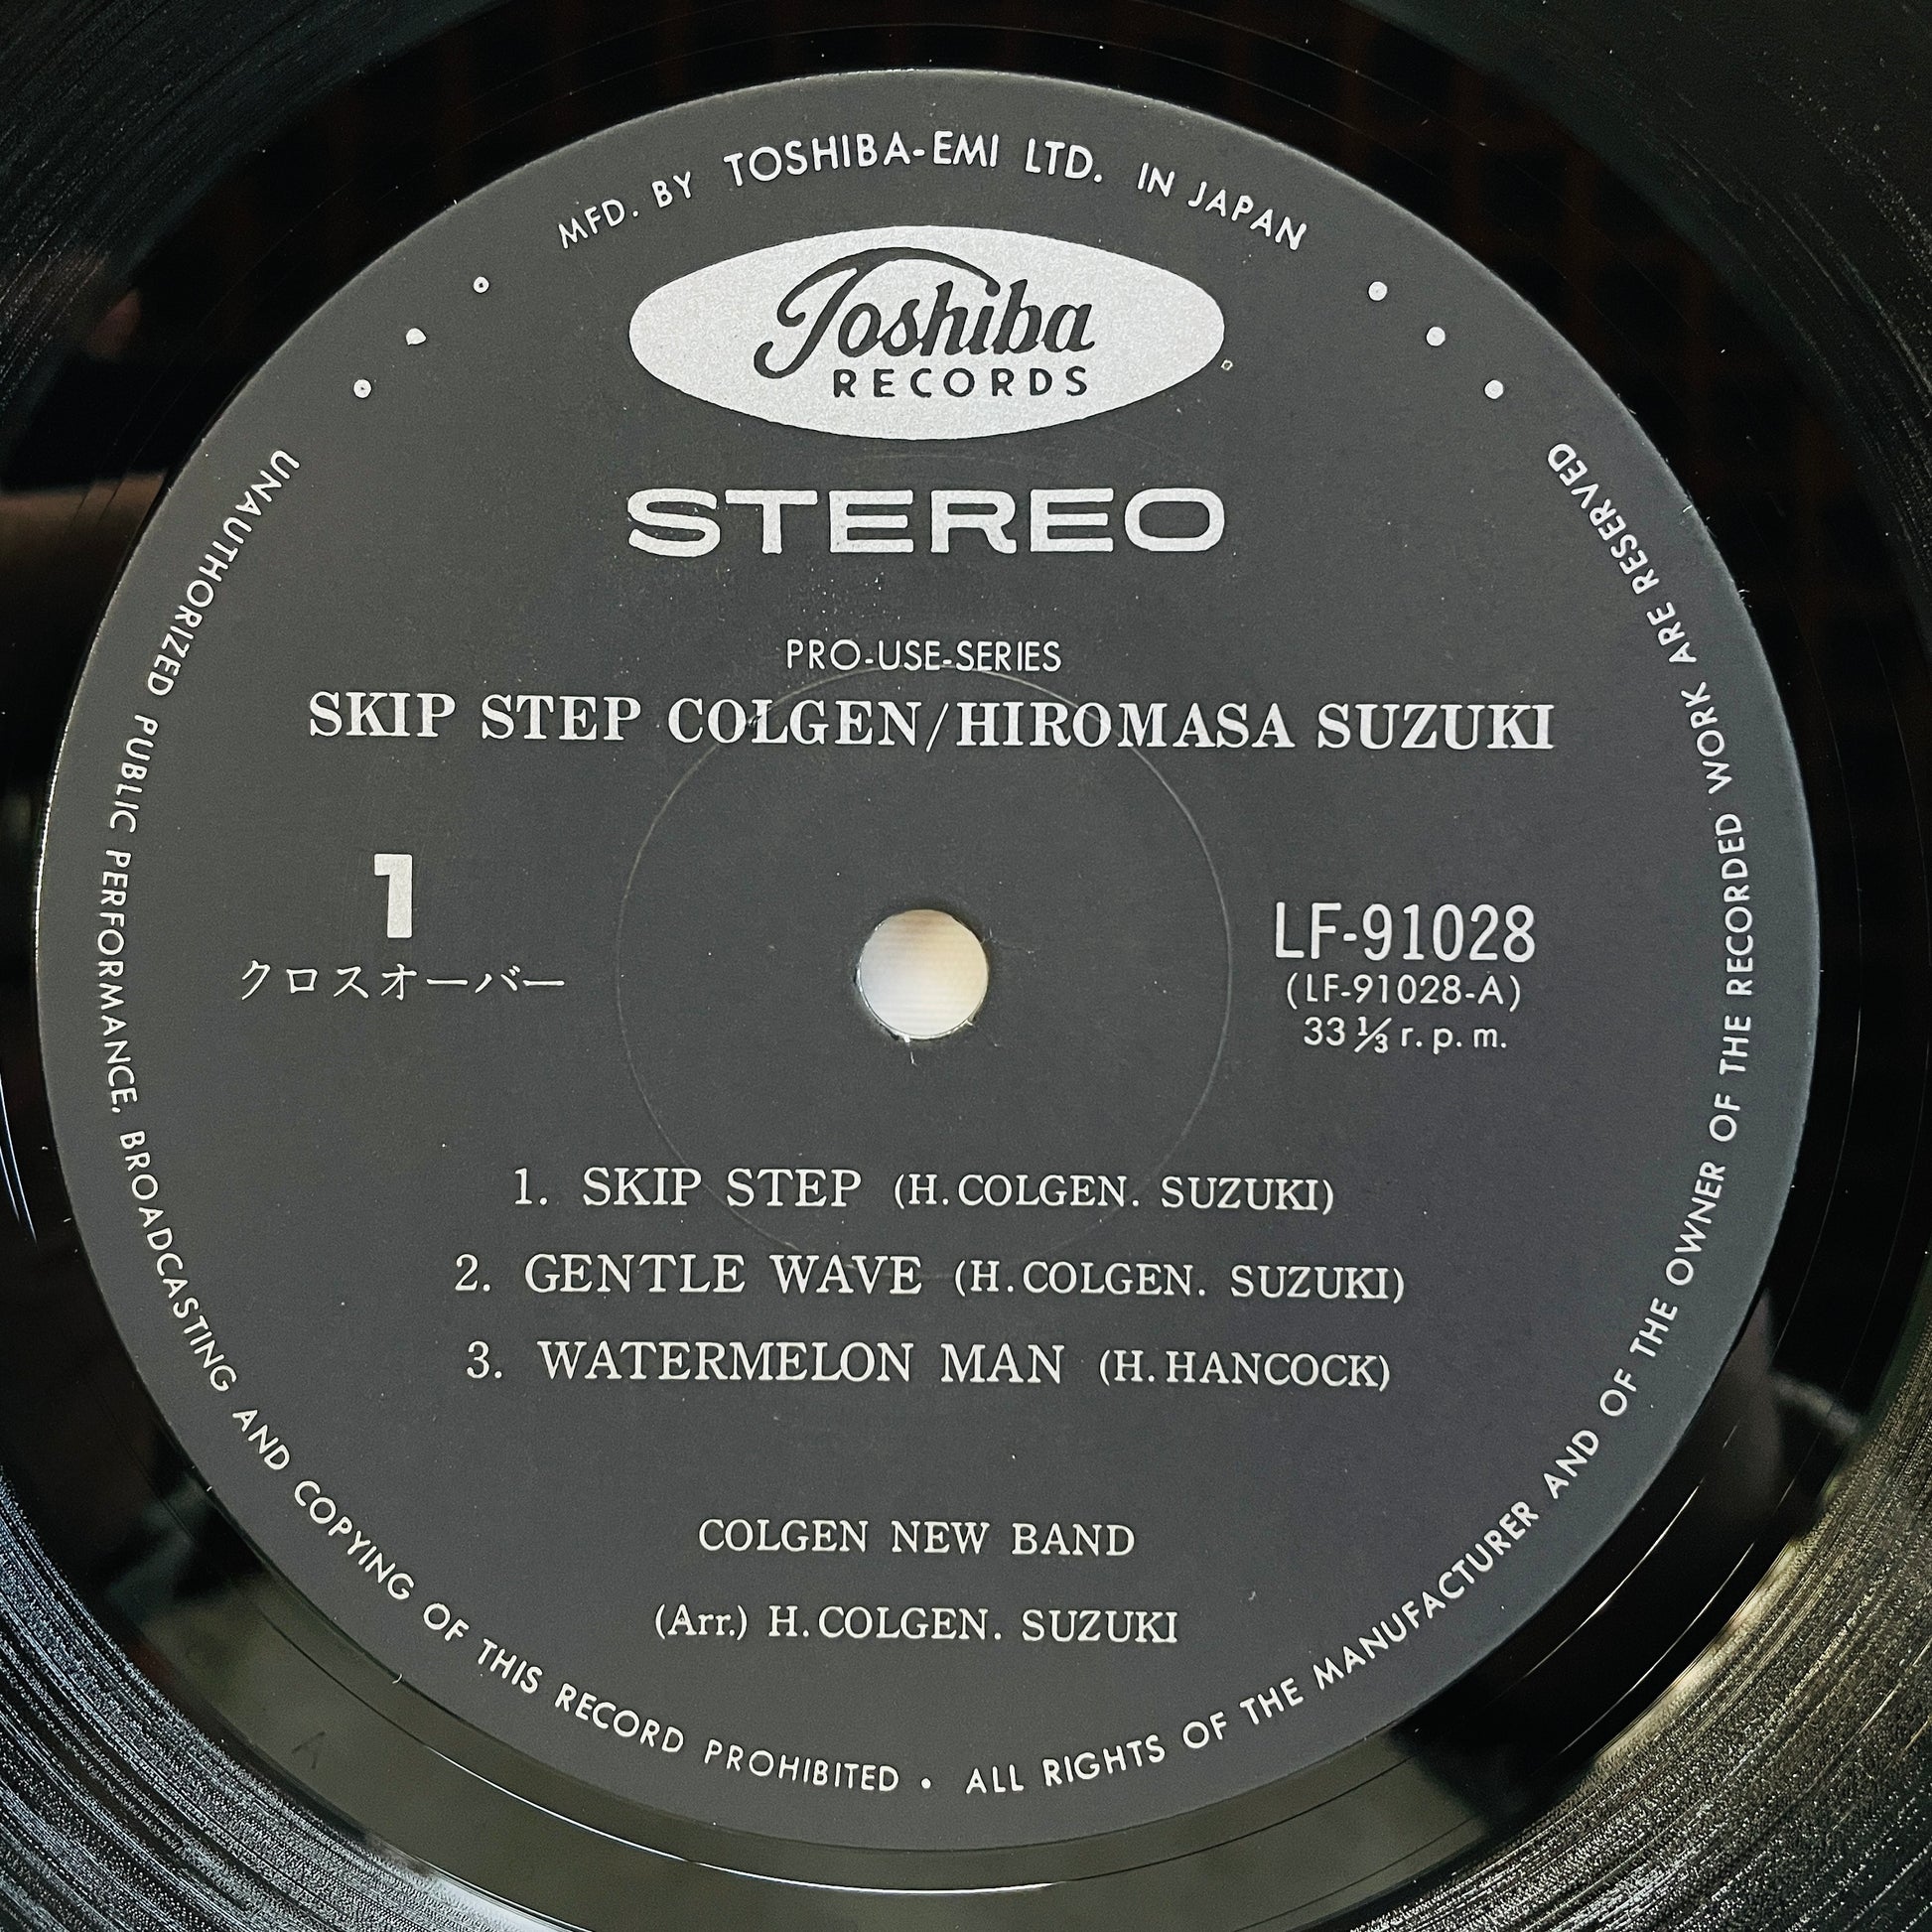 MFD. BY TOSHIBA-EMI LTD. IN JAPAN
Toshiba
RECORDS
STEREO
PRO-USE-SERIES
SKIP STEP COLGEN/HIROMASA SUZUKI
1
クロスオーバー
LF-91028
(LF-91028-A)
33 ⅓ r. p. m.
1. SKIP STEP (H. COLGEN. SUZUKI)
2. GENTLE WAVE (H. COLGEN. SUZUKI)
3. WATERMELON MAN (H. HANCOCK)
COLGEN NEW BAND
(Arr.) H. COLGEN. SUZUKI
UNAUTHORIZED PUBLIC PERFORMANCE, BROADCASTING AND COPYING OF THIS RECORD PROHIBITED • ALL RIGHTS OF THE MANUFACTURER AND OF THE OWNER OF THE RECORDED WORK ARE RESERVED